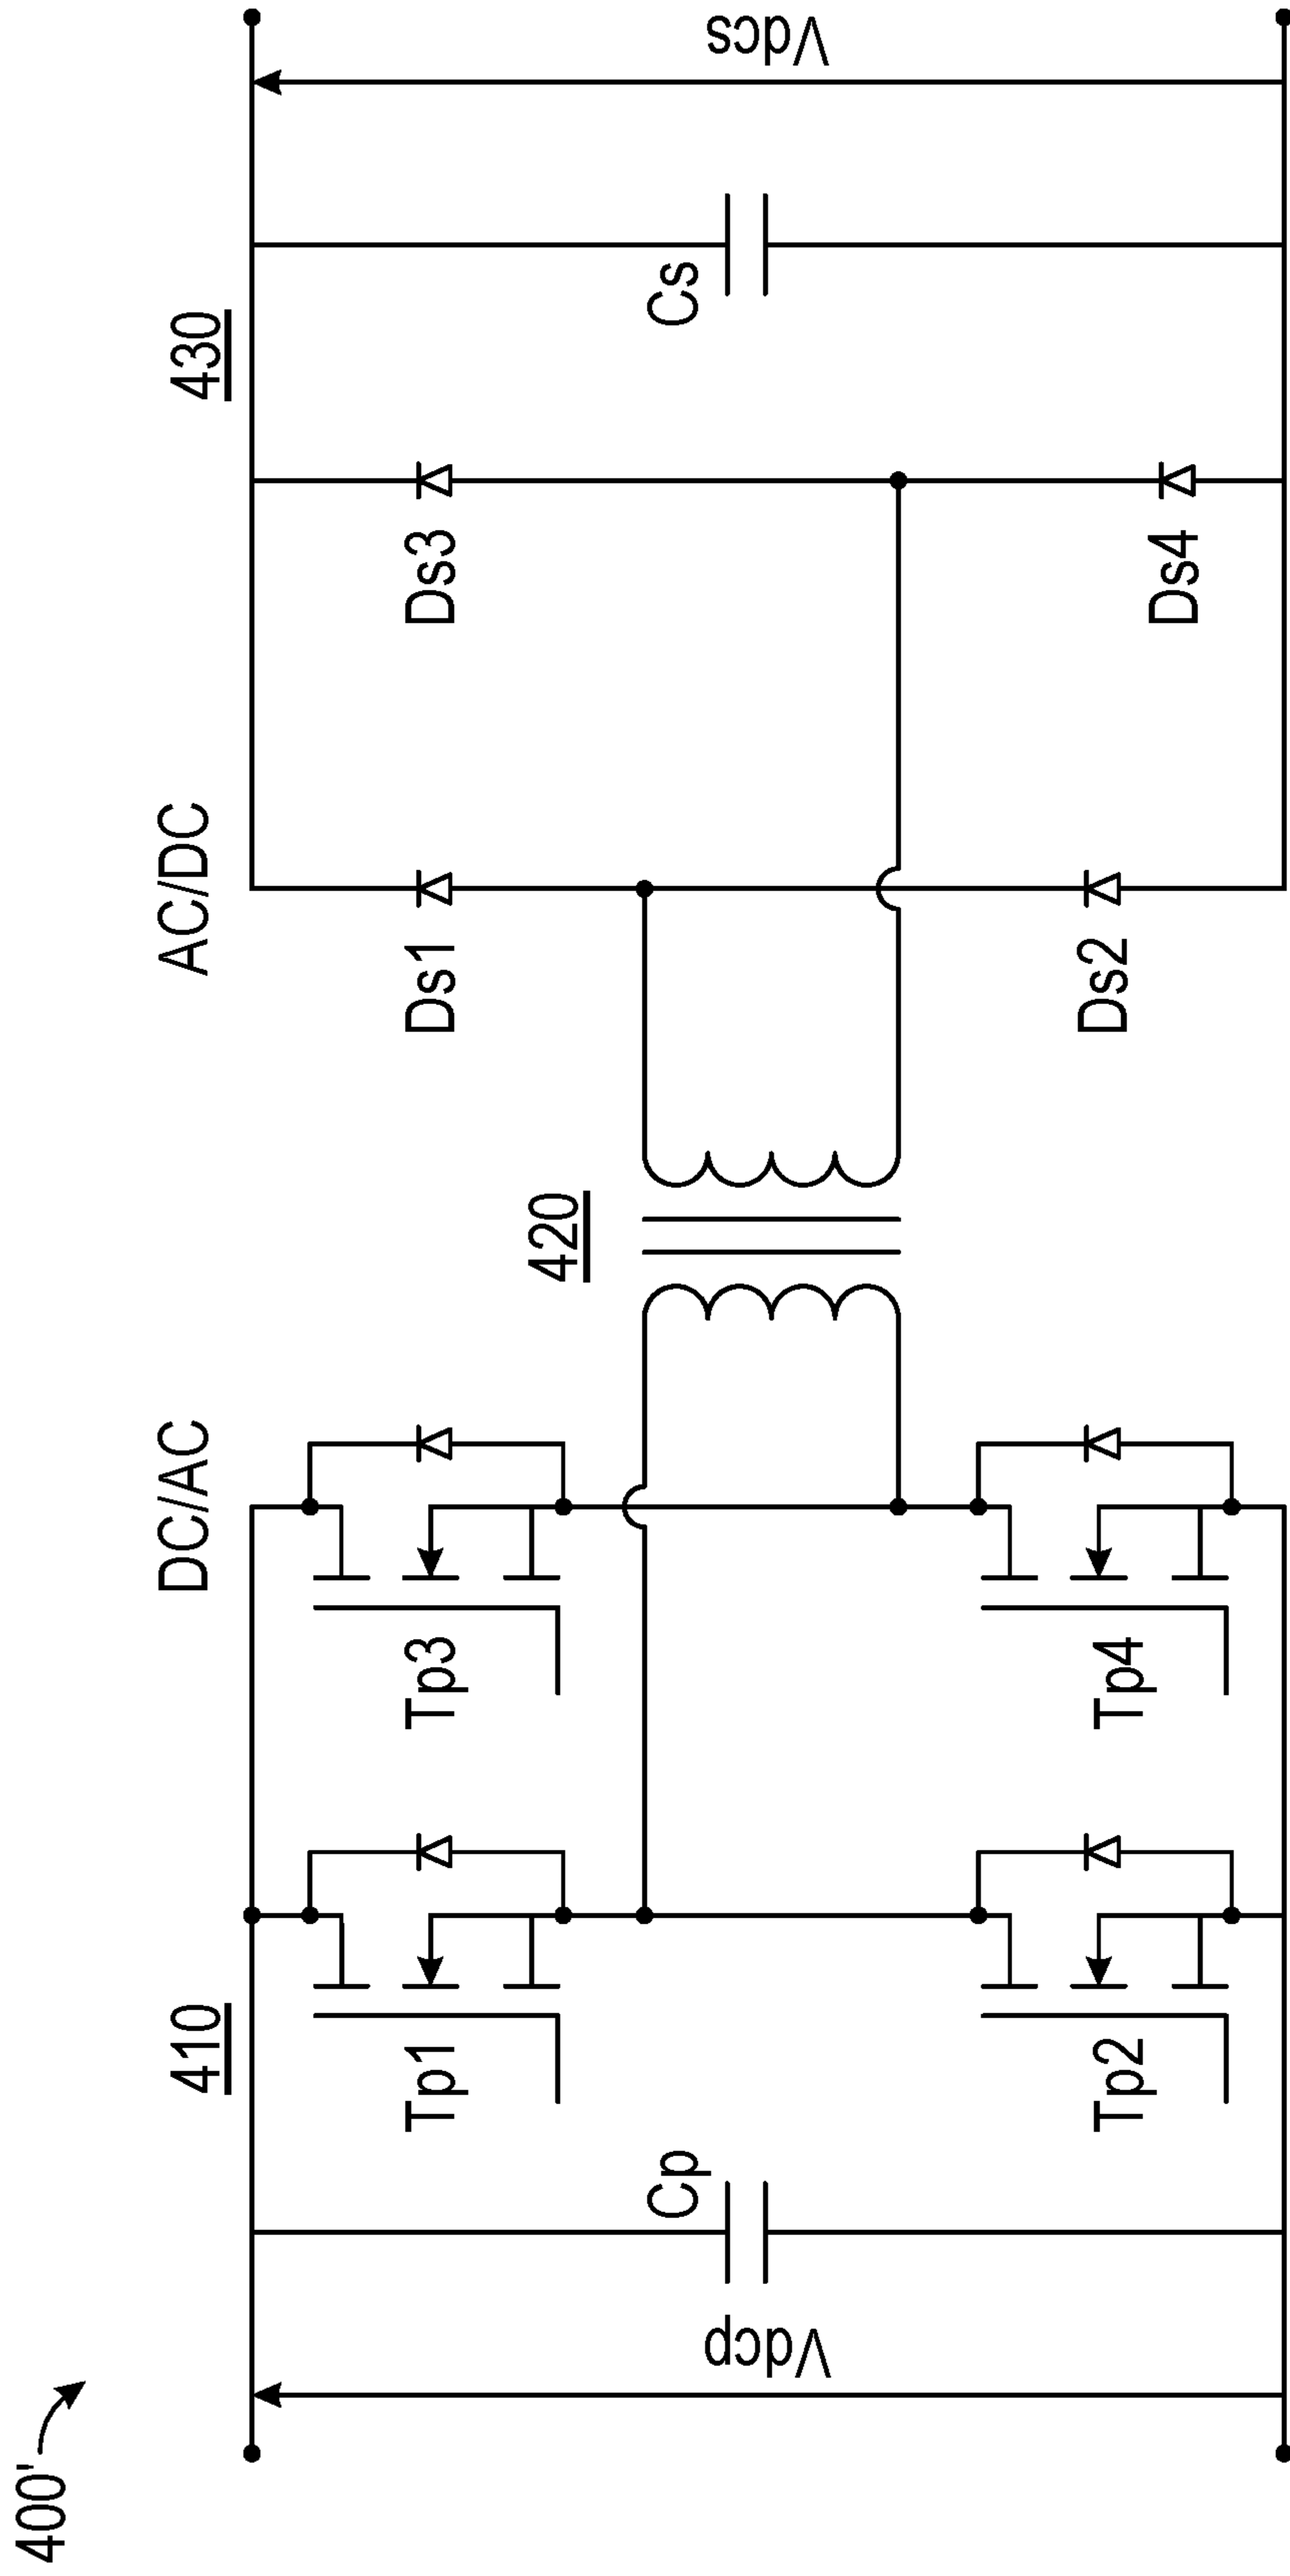 400'
410
DC/AC
420
AC/DC
430
Vdcp
Cp
Tp1
Tp2
Tp3
Tp4
Ds1
Ds2
Ds3
Ds4
Cs
Vdcs